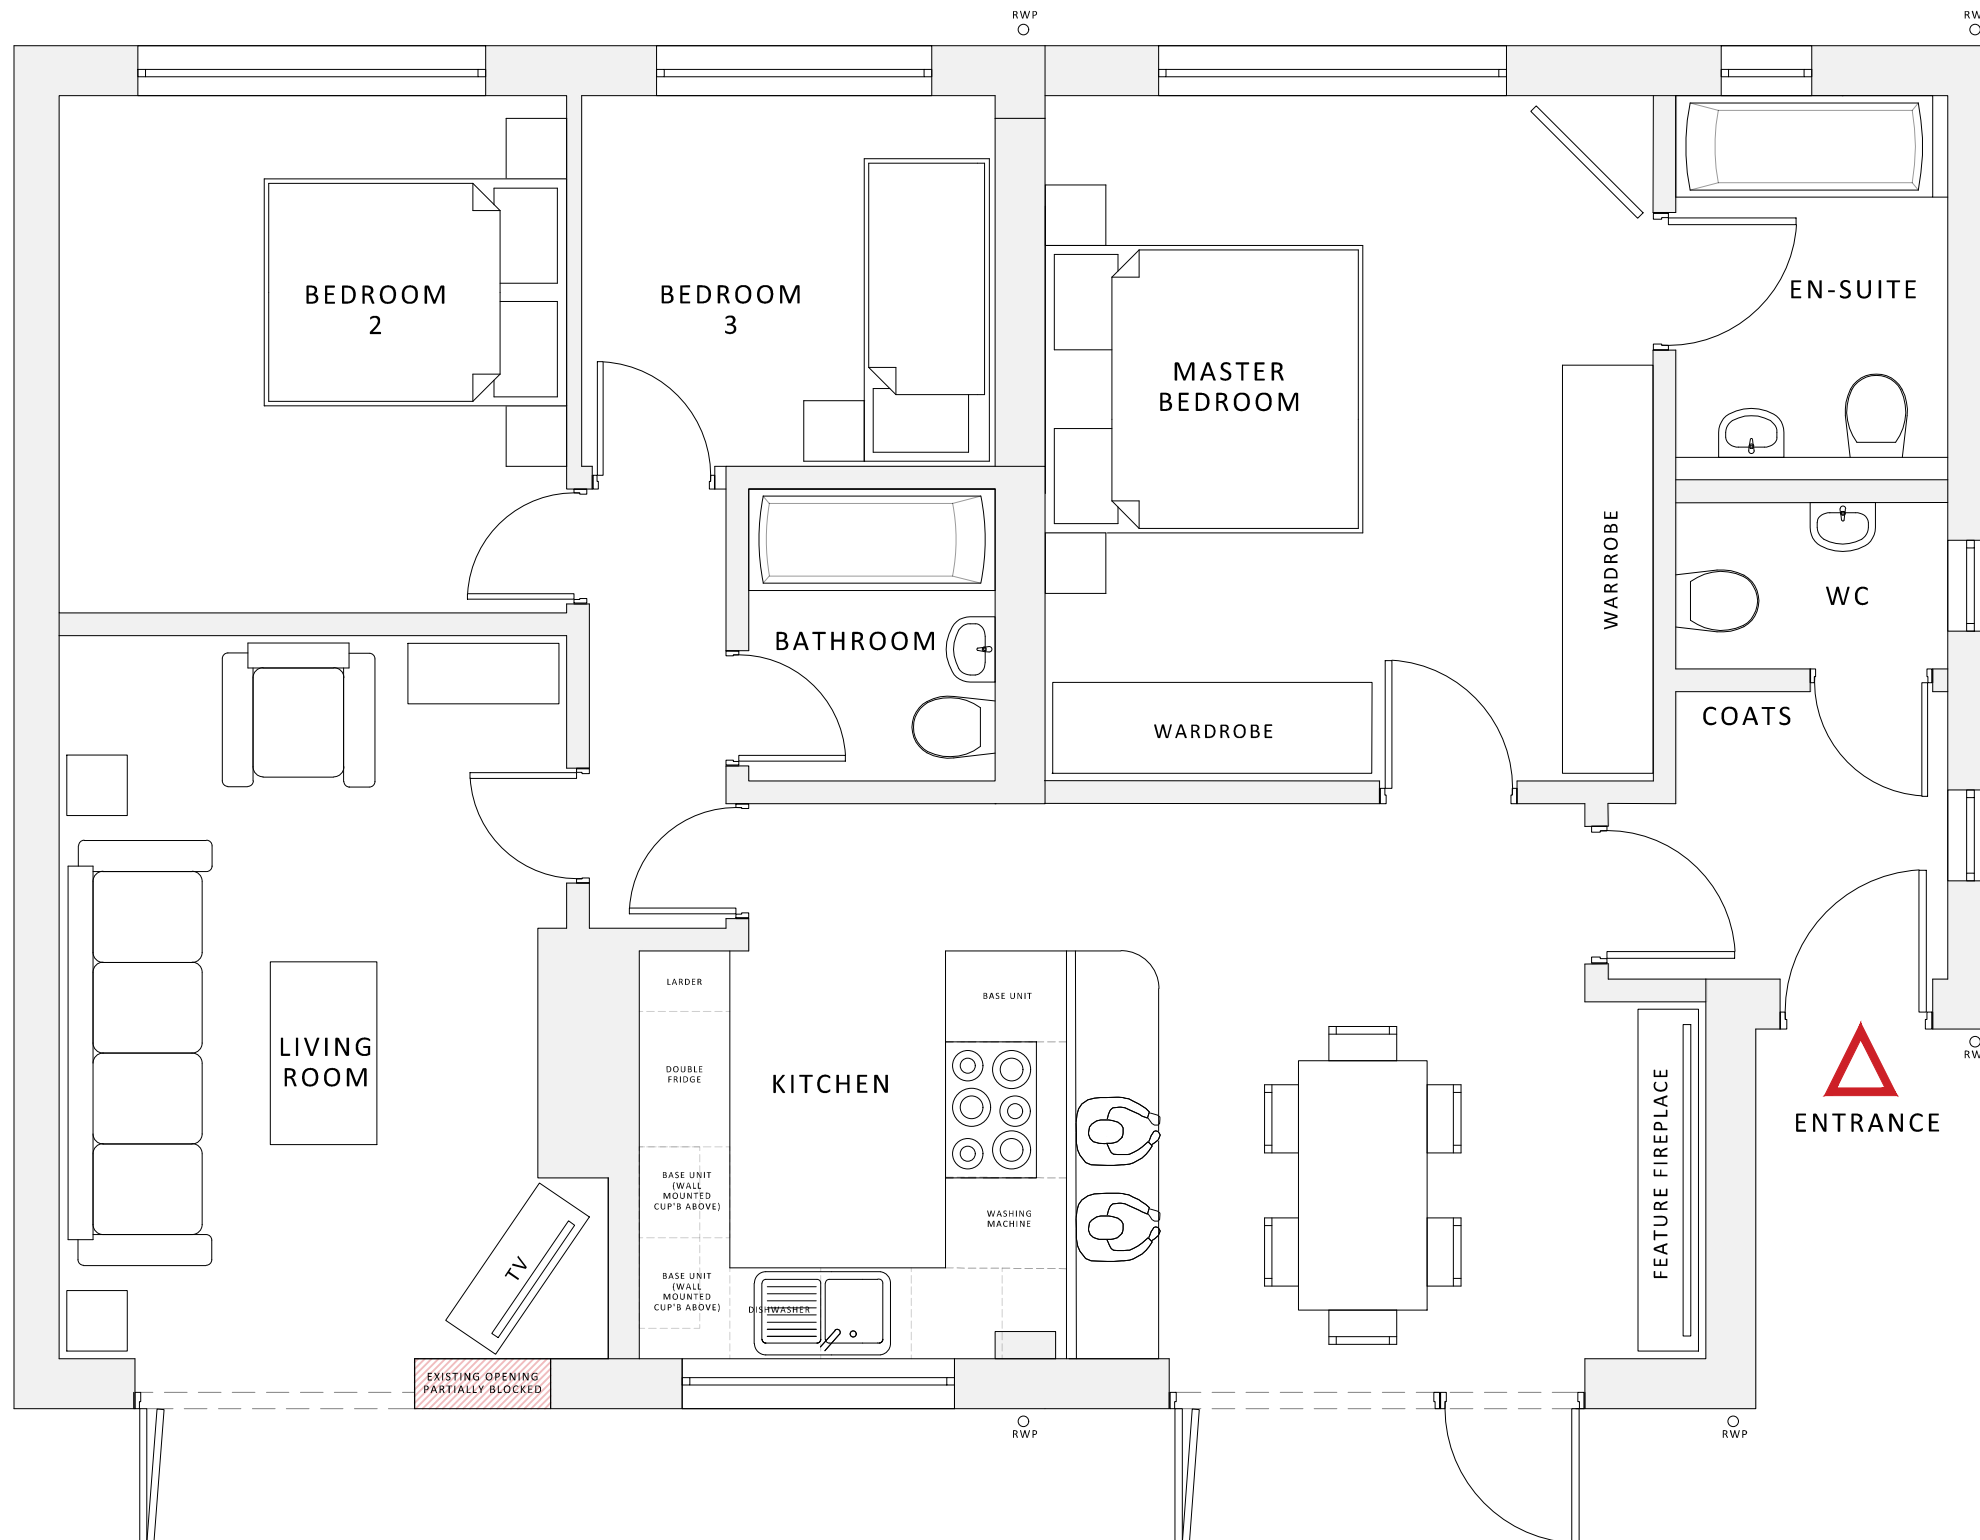 RWP
RW
BEDROOM
2
BEDROOM
3
MASTER
BEDROOM
EN-SUITE
WARDROBE
WC
BATHROOM
WARDROBE
COATS
LARDER
BASE UNIT
LIVING
ROOM
DOUBLE
FRIDGE
KITCHEN
RW
ENTRANCE
FEATURE FIREPLACE
BASE UNIT
(WALL
MOUNTED
CUP'B ABOVE)
WASHING
MACHINE
TV
BASE UNIT
(WALL
MOUNTED
CUP'B ABOVE)
DISHWASHER
EXISTING OPENING
PARTIALLY BLOCKED
RWP
RWP